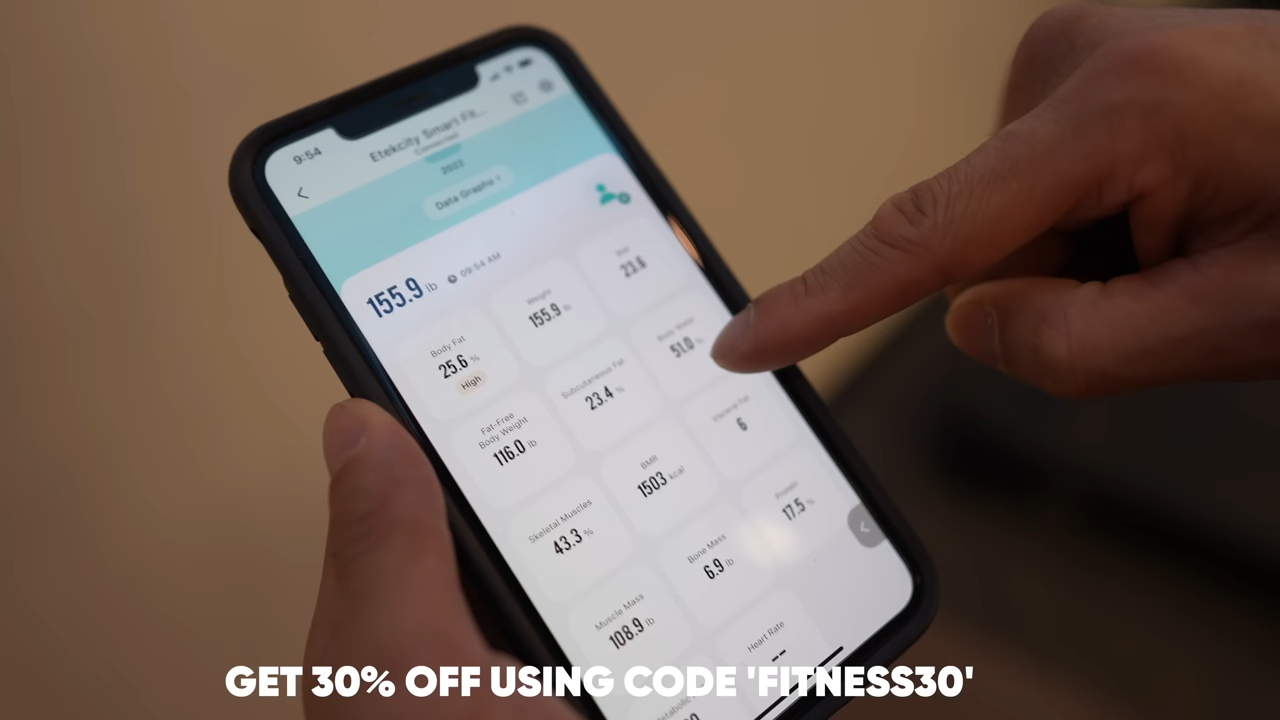 9:54
Etekcity Smart Fit...
Connected
2023
Data Graphs
155.9 lb 09:54 AM
Body Fat
25.6 %
High
Weight
155.9 lb
BMI
23.6
Fat-Free
Body Weight
116.0 lb
Subcutaneous Fat
23.4 %
Body Water
51.0 %
Skeletal Muscles
43.3 %
BMR
1503 kcal
Visceral Fat
6
Muscle Mass
108.9 lb
Bone Mass
6.9 lb
Protein
17.5 %
Heart Rate
--
GET 30% OFF USING CODE 'FITNESS30'